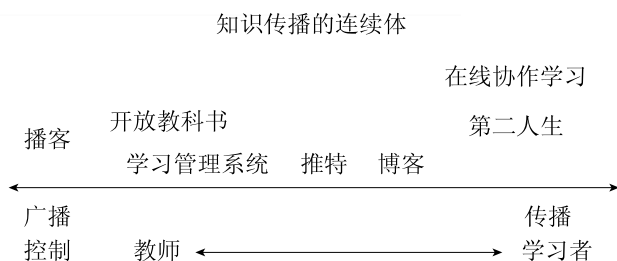 知识传播的连续体
在线协作学习
开放教科书
第二人生
播客
学习管理系统 推特 博客
广播 传播
控制 教师 学习者